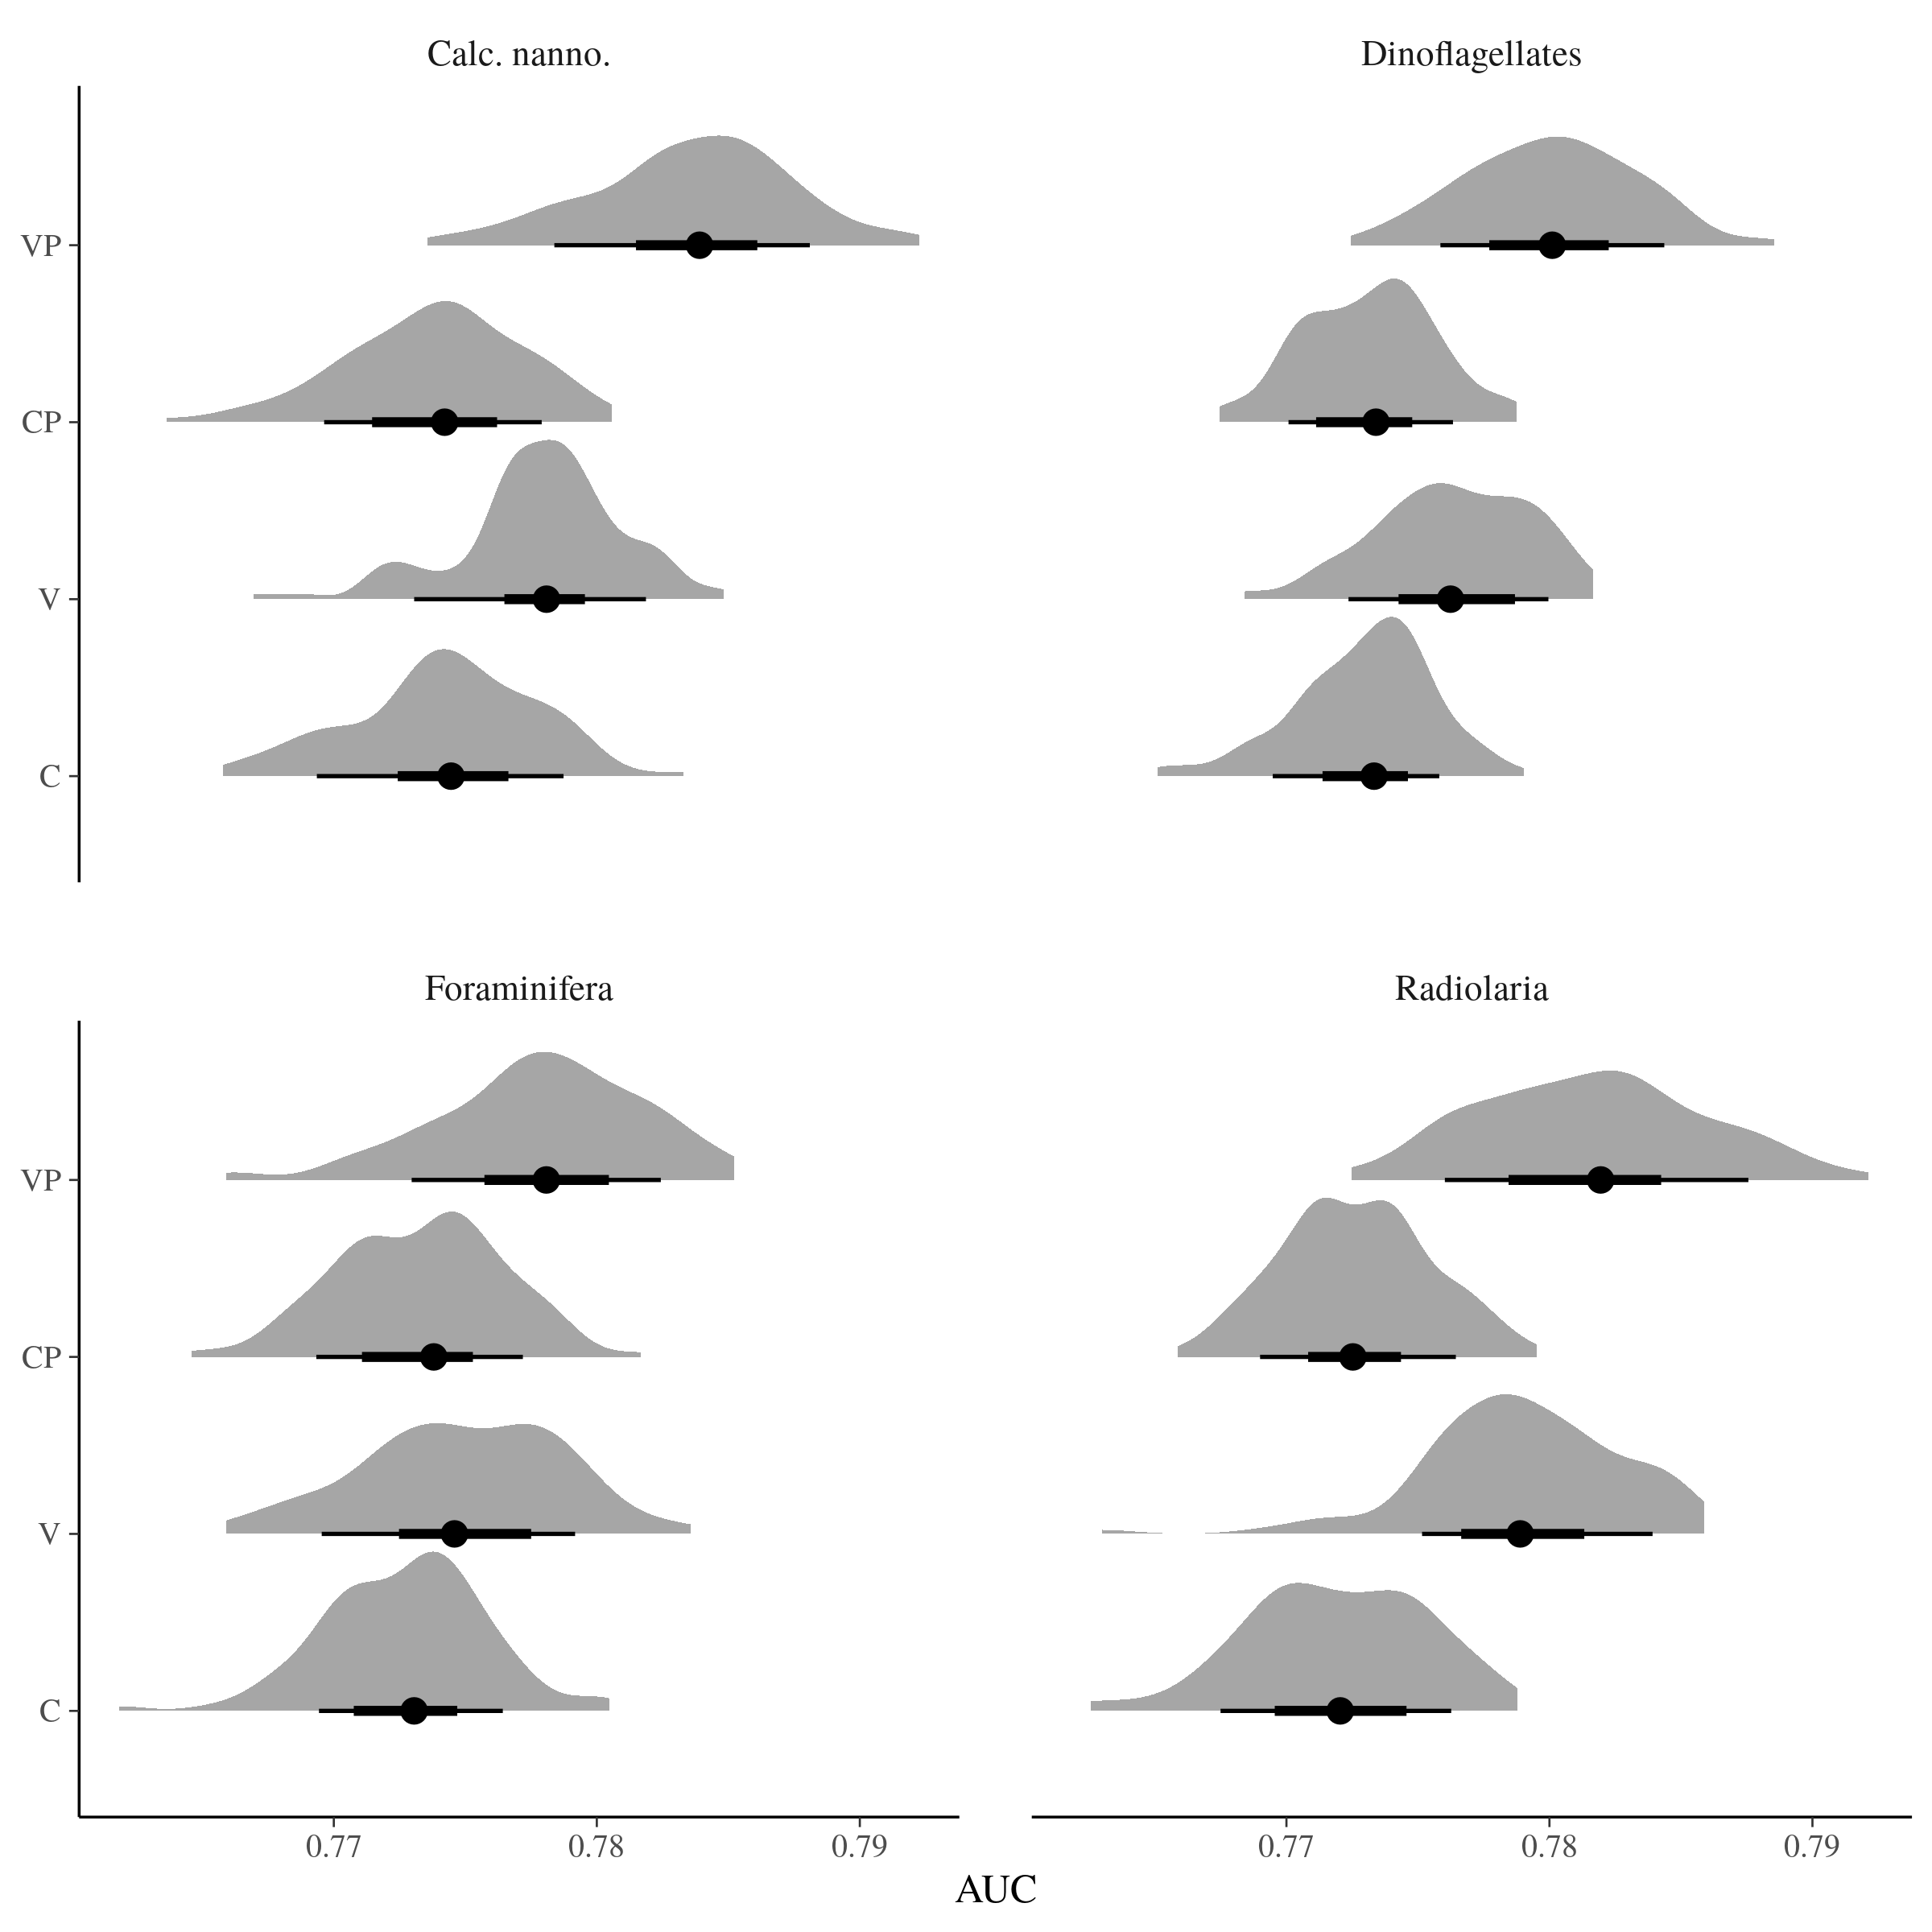 Calc. nanno.
Dinoflagellates
VP
CP
V
C
Foraminifera
Radiolaria
VP
CP
V
C
0.77 0.78 0.79 0.77 0.78 0.79
AUC